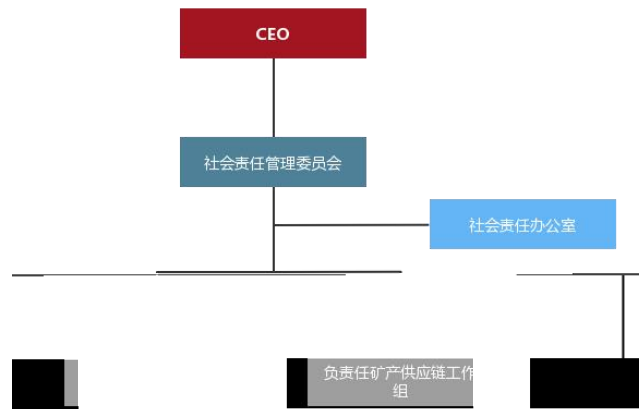 CEO
社会责任管理委员会
社会责任办公室
负责任矿产供应链工作
组